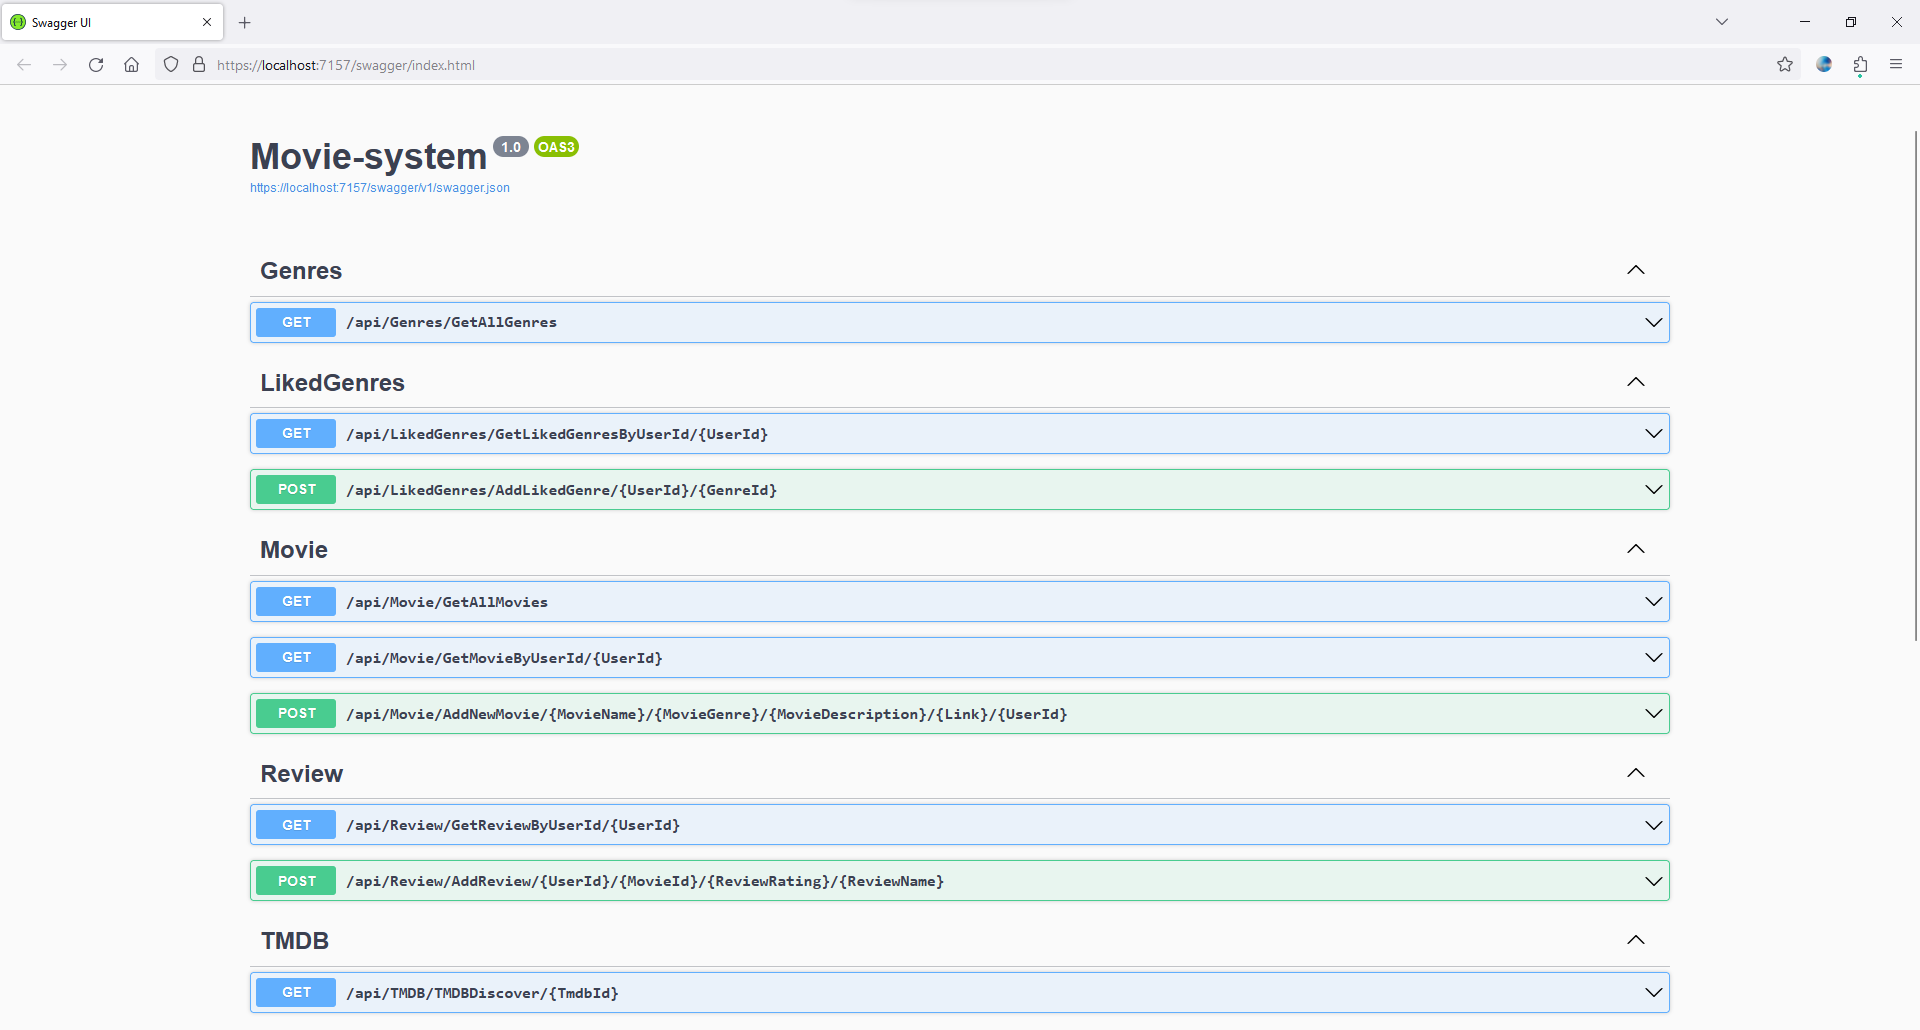 Swagger UI
https://localhost:7157/swagger/index.html
Movie-system 1.0 OAS3
https://localhost:7157/swagger/v1/swagger.json
Genres
GET /api/Genres/GetAllGenres
LikedGenres
GET /api/LikedGenres/GetLikedGenresByUserId/{UserId}
POST /api/LikedGenres/AddLikedGenre/{UserId}/{GenreId}
Movie
GET /api/Movie/GetAllMovies
GET /api/Movie/GetMovieByUserId/{UserId}
POST /api/Movie/AddNewMovie/{MovieName}/{MovieGenre}/{MovieDescription}/{Link}/{UserId}
Review
GET /api/Review/GetReviewByUserId/{UserId}
POST /api/Review/AddReview/{UserId}/{MovieId}/{ReviewRating}/{ReviewName}
TMDB
GET /api/TMDB/TMDBDiscover/{TmdbId}